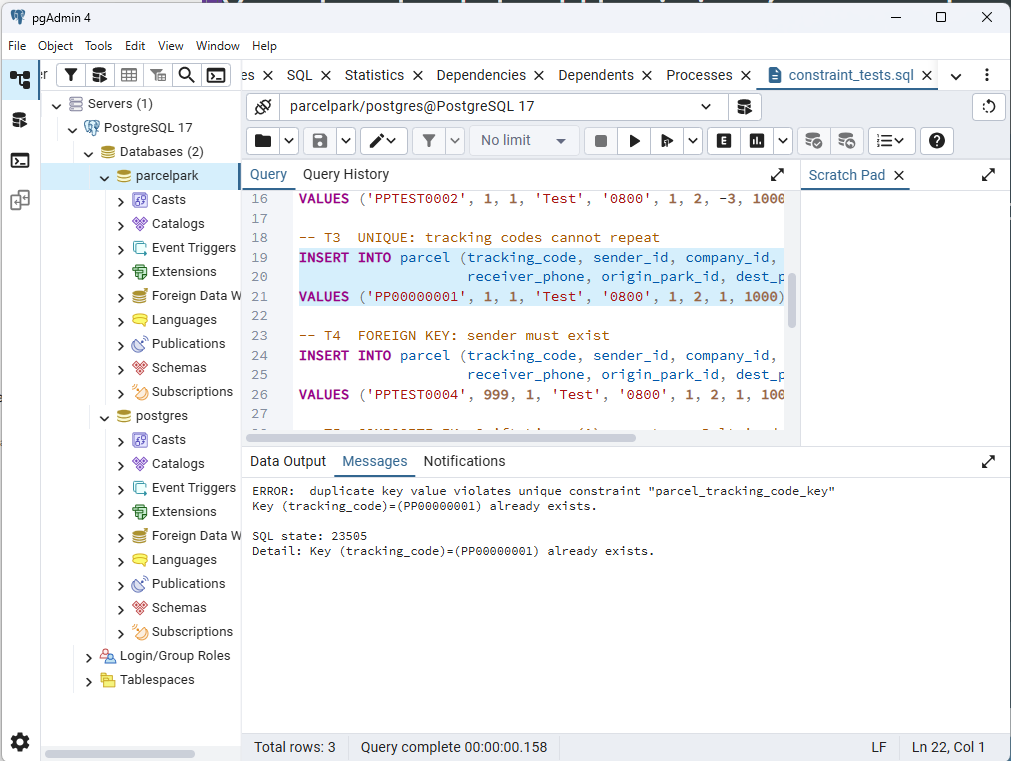 pgAdmin 4
File Object Tools Edit View Window Help
es SQL Statistics Dependencies Dependents Processes constraint_tests.sql
parcelpark/postgres@PostgreSQL 17
No limit
E
Servers (1)
PostgreSQL 17
Databases (2)
parcelpark
Casts
Catalogs
Event Triggers
Extensions
Foreign Data W
Languages
Publications
Schemas
Subscriptions
postgres
Casts
Catalogs
Event Triggers
Extensions
Foreign Data W
Languages
Publications
Schemas
Subscriptions
Login/Group Roles
Tablespaces
Query Query History
Scratch Pad
16 VALUES ('PPTEST0002', 1, 1, 'Test', '0800', 1, 2, -3, 1000
17
18 -- T3  UNIQUE: tracking codes cannot repeat
19 INSERT INTO parcel (tracking_code, sender_id, company_id,
20 receiver_phone, origin_park_id, dest_p
21 VALUES ('PP00000001', 1, 1, 'Test', '0800', 1, 2, 1, 1000)
22
23 -- T4  FOREIGN KEY: sender must exist
24 INSERT INTO parcel (tracking_code, sender_id, company_id,
25 receiver_phone, origin_park_id, dest_p
26 VALUES ('PPTEST0004', 999, 1, 'Test', '0800', 1, 2, 1, 100
27
Data Output Messages Notifications
ERROR:  duplicate key value violates unique constraint "parcel_tracking_code_key"
Key (tracking_code)=(PP00000001) already exists.
SQL state: 23505
Detail: Key (tracking_code)=(PP00000001) already exists.
Total rows: 3 Query complete 00:00:00.158 LF Ln 22, Col 1